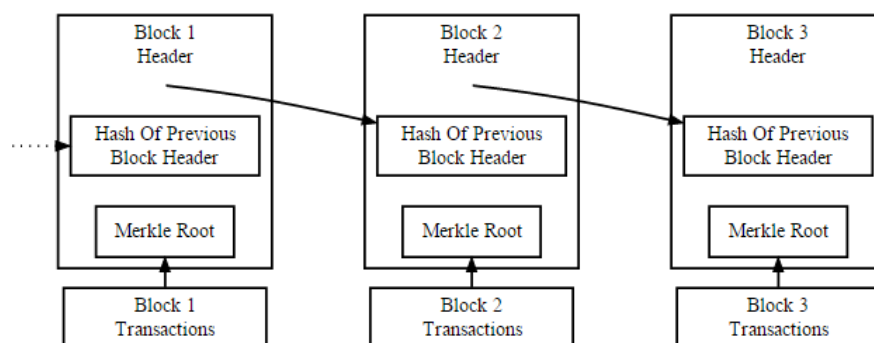 Block 1
Header
Hash Of Previous
Block Header
Merkle Root
Block 1
Transactions
Block 2
Header
Hash Of Previous
Block Header
Merkle Root
Block 2
Transactions
Block 3
Header
Hash Of Previous
Block Header
Merkle Root
Block 3
Transactions